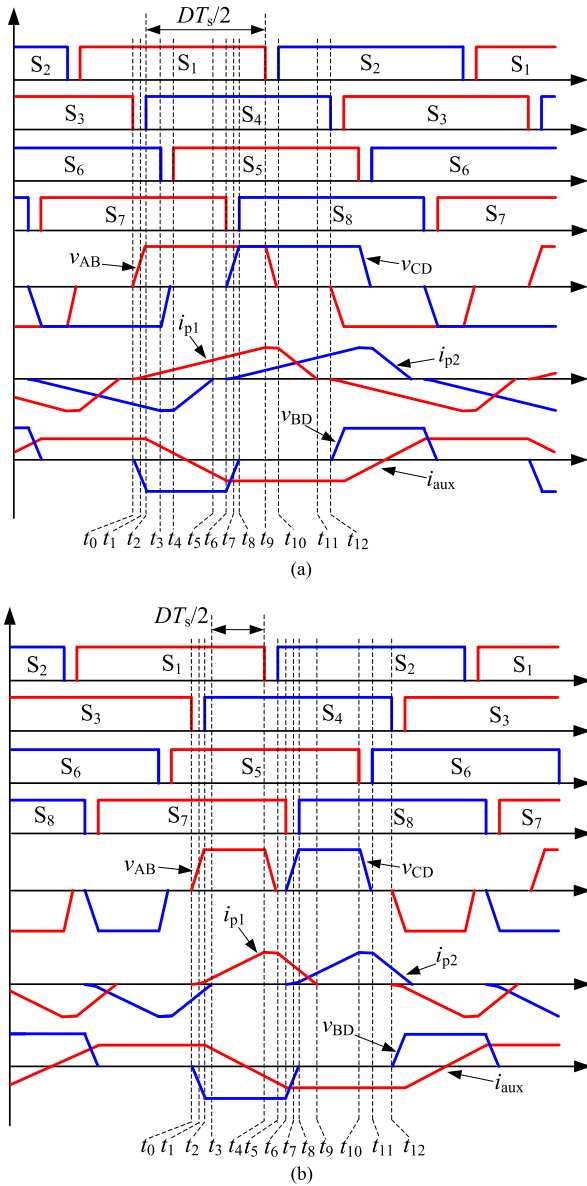 DTs/2
S2 S1 S2 S1
S3 S4 S3
S6 S5 S6
S7 S8 S7
vAB vCD
ip1 ip2
vBD
iaux
t0 t1 t2 t3 t4 t5 t6 t7 t8 t9 t10 t11 t12
(a)
DTs/2
S2 S1 S2 S1
S3 S4 S3
S6 S5 S6
S8 S7 S8 S7
vAB vCD
ip1 ip2
vBD
iaux
t0 t1 t2 t3 t4 t5 t6 t7 t8 t9 t10 t11 t12
(b)